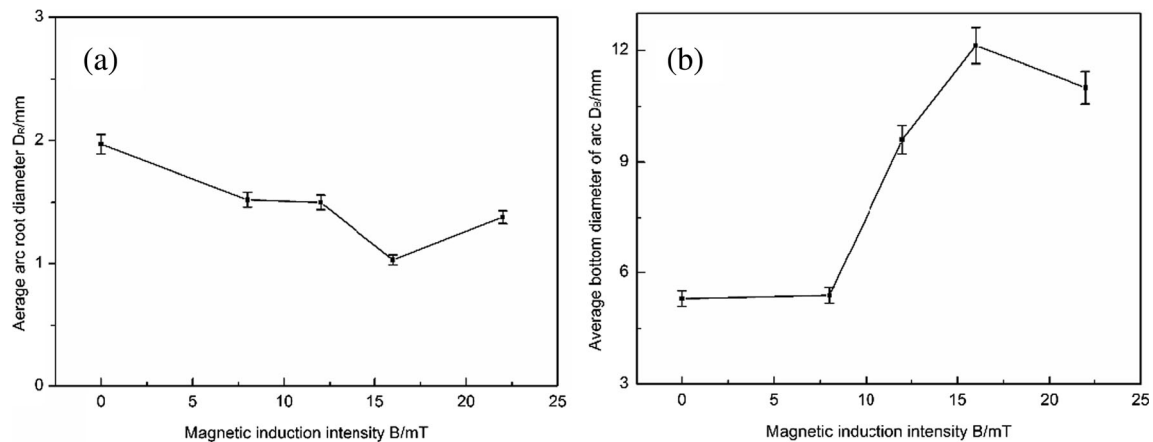 (a)
Aerage arc root diameter DR/mm
3
2
1
0
0 5 10 15 20 25
Magnetic induction intensity B/mT
(b)
Average bottom diameter of arc DB/mm
12
9
6
3
0 5 10 15 20 25
Magnetic induction intensity B/mT